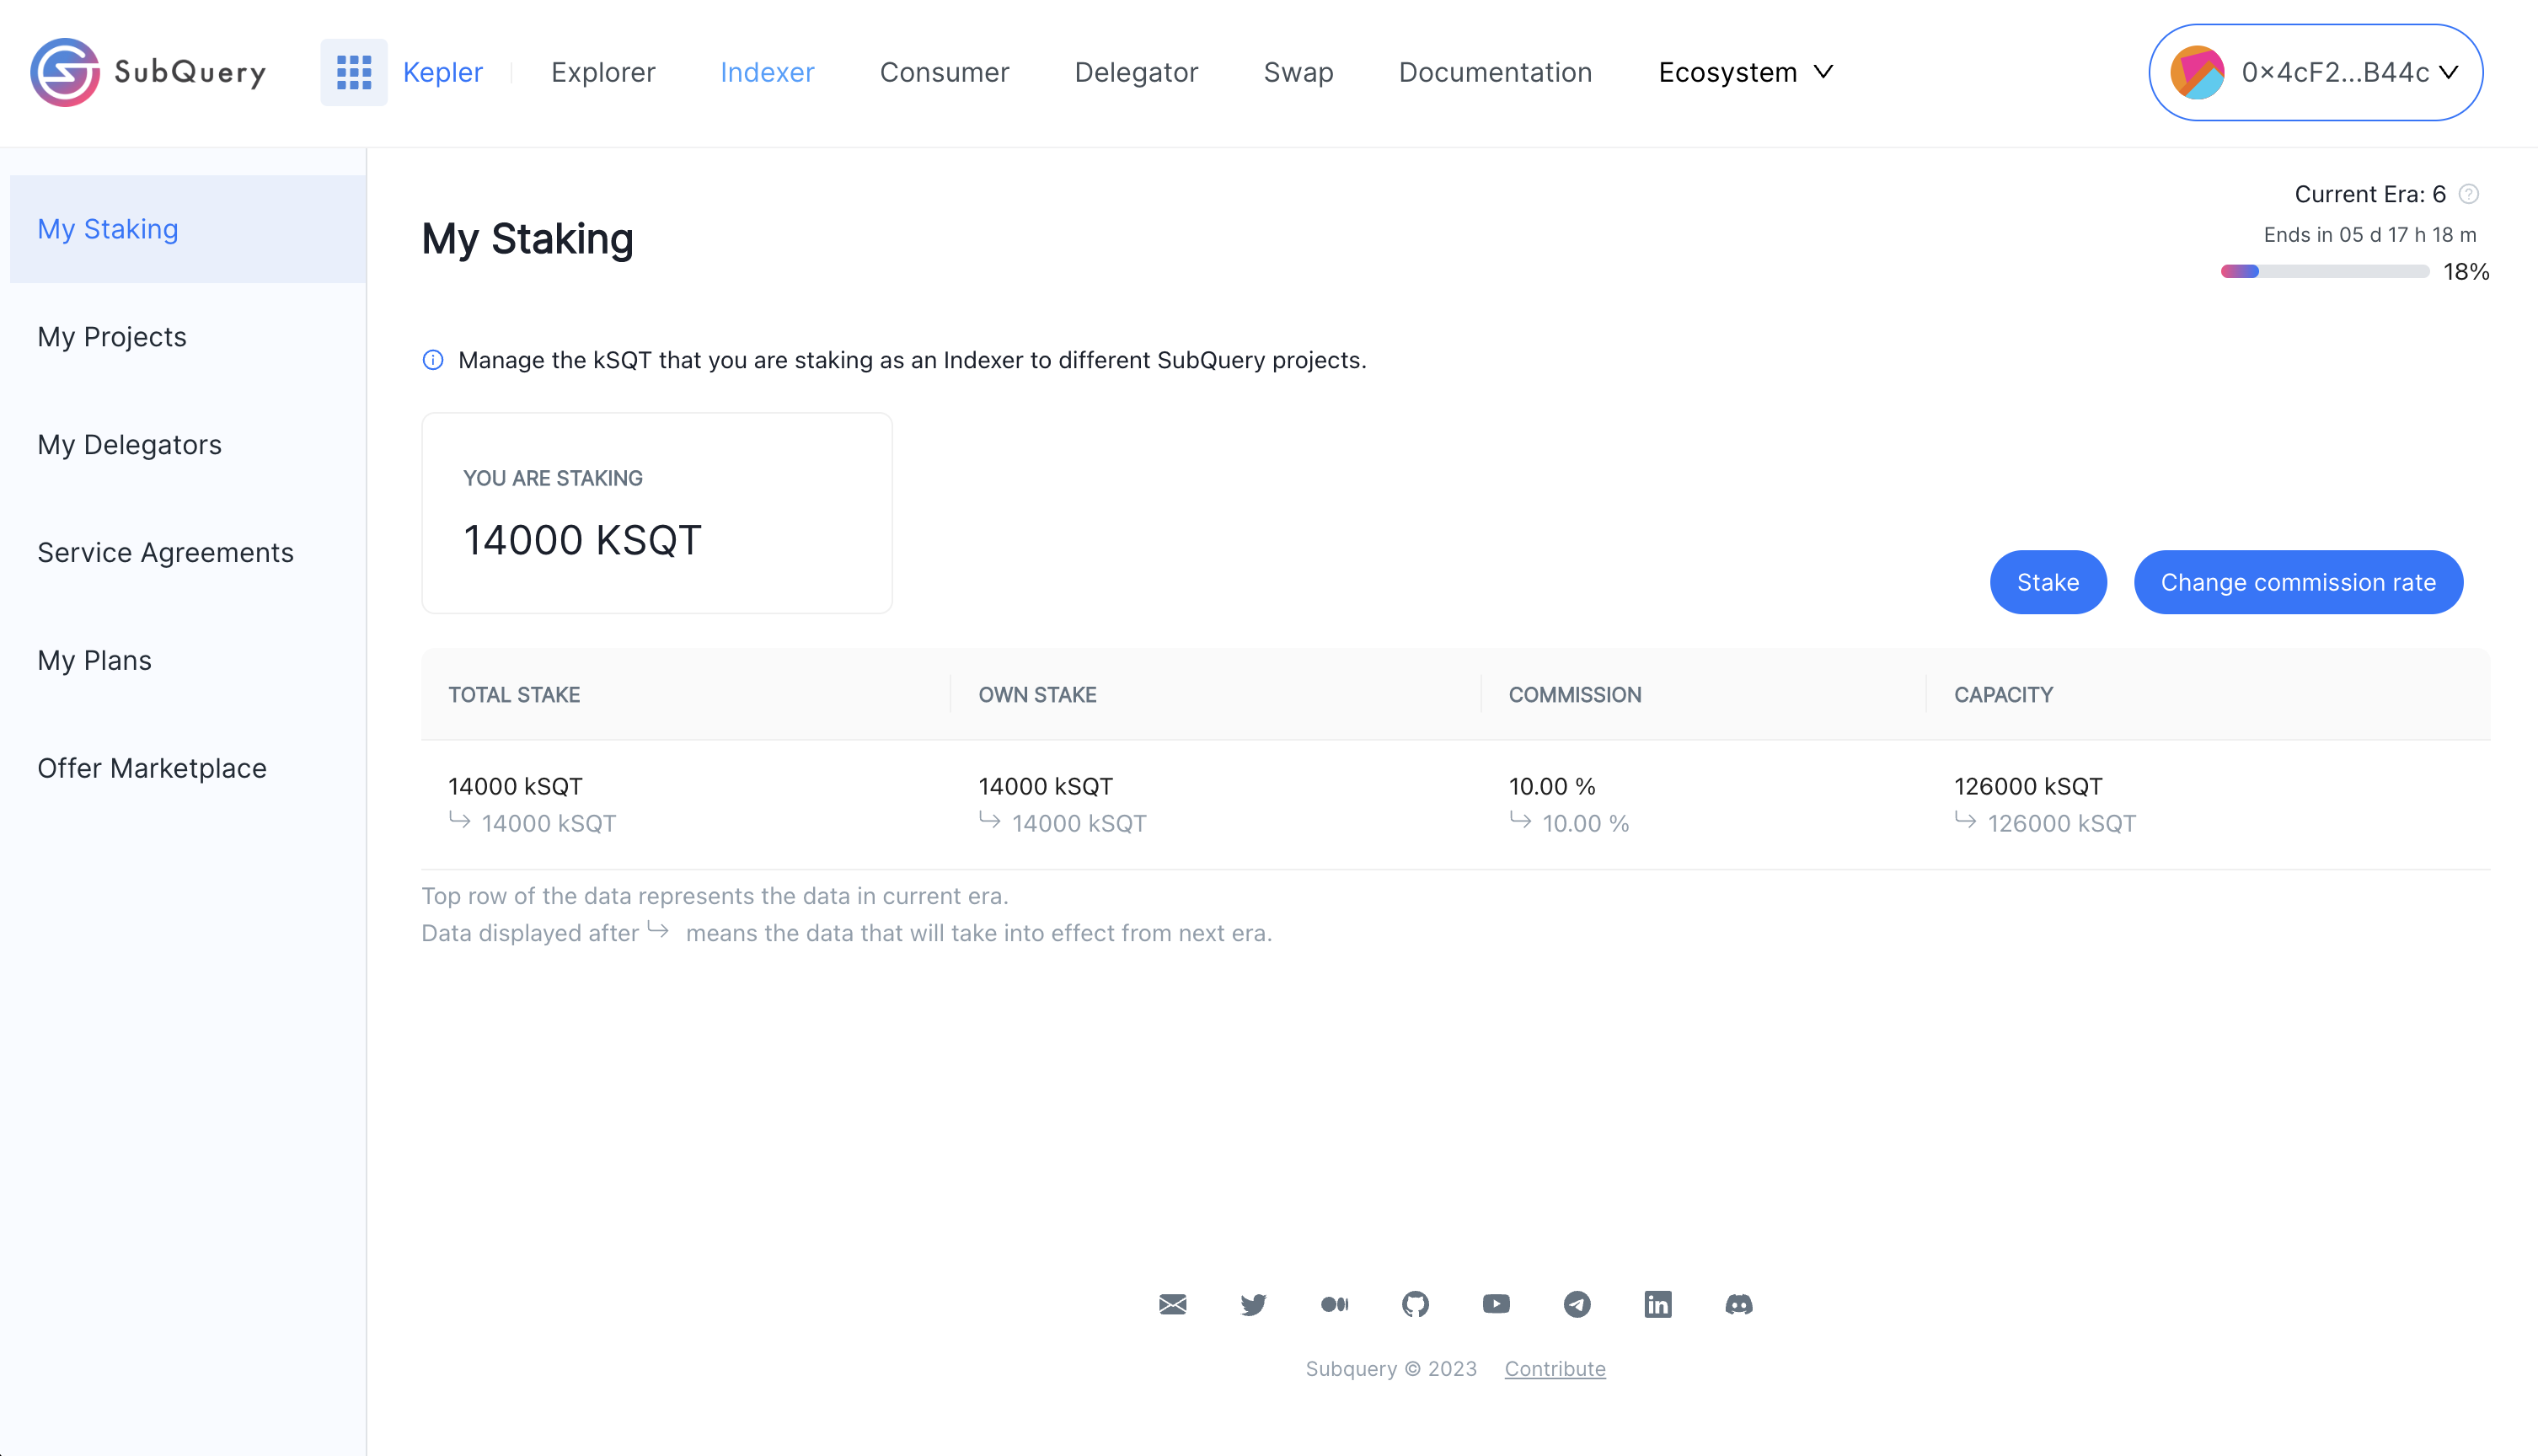 SubQuery
Kepler
Explorer
Indexer
Consumer
Delegator
Swap
Documentation
Ecosystem
0x4cF2...B44c
My Staking
My Projects
My Delegators
Service Agreements
My Plans
Offer Marketplace
My Staking
Current Era: 6
Ends in 05 d 17 h 18 m
18%
Manage the kSQT that you are staking as an Indexer to different SubQuery projects.
YOU ARE STAKING
14000 KSQT
Stake
Change commission rate
TOTAL STAKE
OWN STAKE
COMMISSION
CAPACITY
14000 kSQT
14000 kSQT
10.00 %
126000 kSQT
14000 kSQT
14000 kSQT
10.00 %
126000 kSQT
Top row of the data represents the data in current era.
Data displayed after ↪ means the data that will take into effect from next era.
Subquery © 2023
Contribute